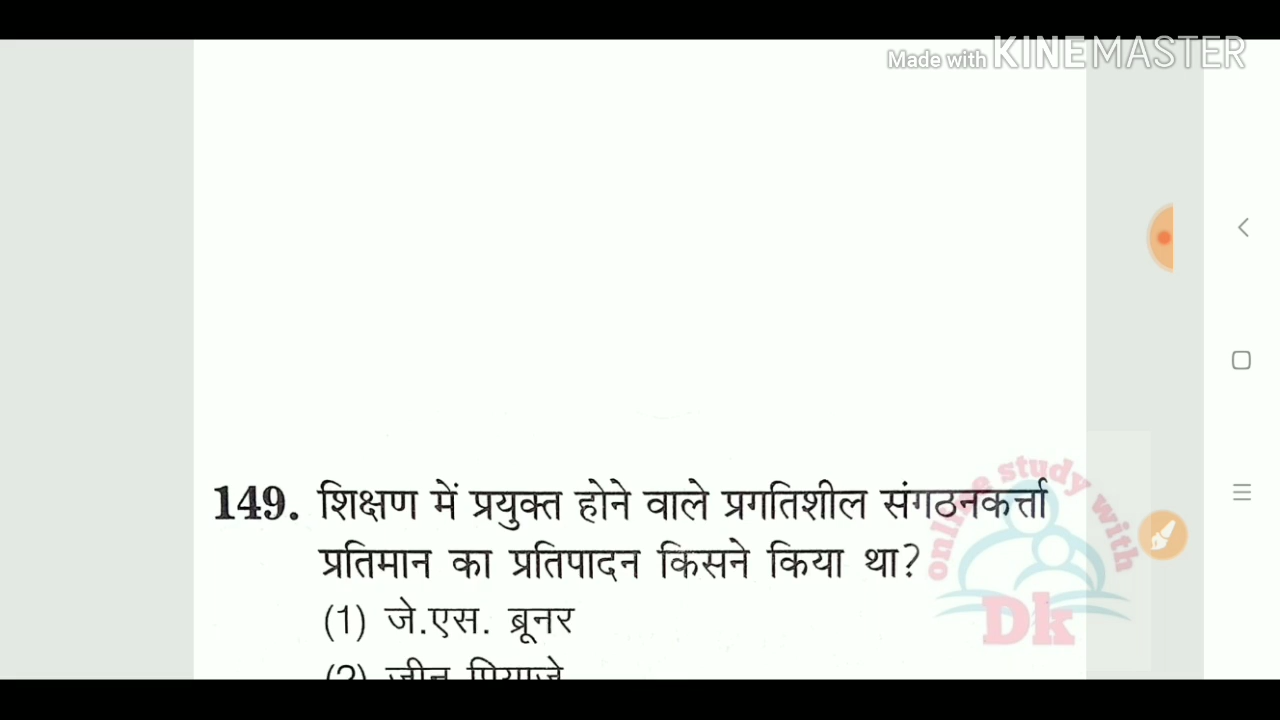 Made with KINEMASTER
149. शिक्षण में प्रयुक्त होने वाले प्रगतिशील संगठनकर्त्ता
प्रतिमान का प्रतिपादन किसने किया था?
(1) जे.एस. ब्रूनर
(2) जीन पियाजे
online study with
Dk